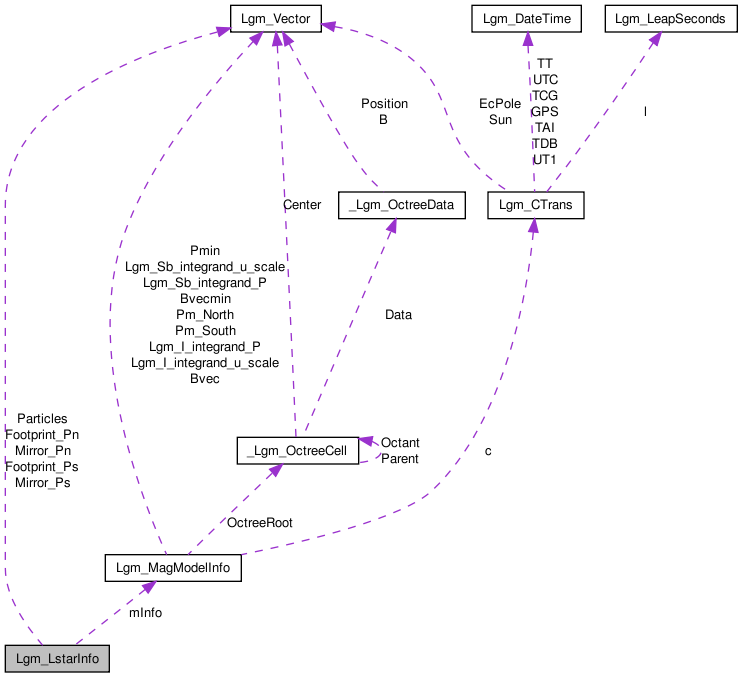 Lgm_Vector
Lgm_DateTime
Lgm_LeapSeconds
TT
UTC
TCG
GPS
TAI
TDB
UT1
EcPole
Sun
l
Position
B
Center
_Lgm_OctreeData
Lgm_CTrans
Pmin
Lgm_Sb_integrand_u_scale
Lgm_Sb_integrand_P
Bvecmin
Pm_North
Pm_South
Lgm_I_integrand_P
Lgm_I_integrand_u_scale
Bvec
Data
Particles
Footprint_Pn
Mirror_Pn
Footprint_Ps
Mirror_Ps
_Lgm_OctreeCell
Octant
Parent
c
OctreeRoot
Lgm_MagModelInfo
mInfo
Lgm_LstarInfo